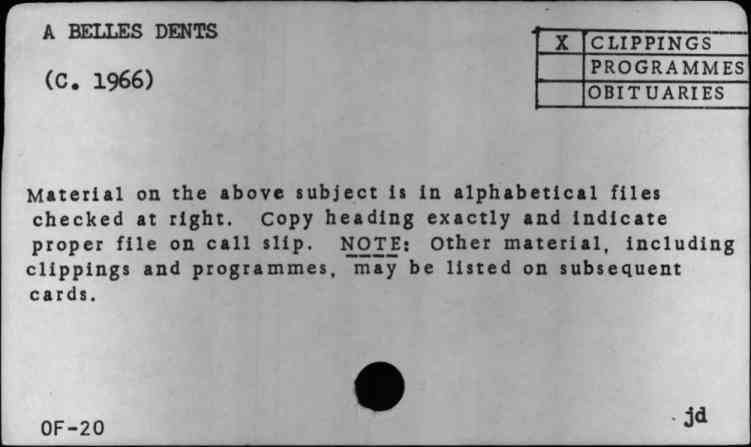 A BELLES DENTS
X CLIPPINGS
PROGRAMMES
(C. 1966)
OBITUARIES
Material on the above subject is in alphabetical files
checked at right. Copy heading exactly and indicate
proper file on call slip. NOTE: Other material, including
clippings and programmes, may be listed on subsequent
cards.
OF-20
jd